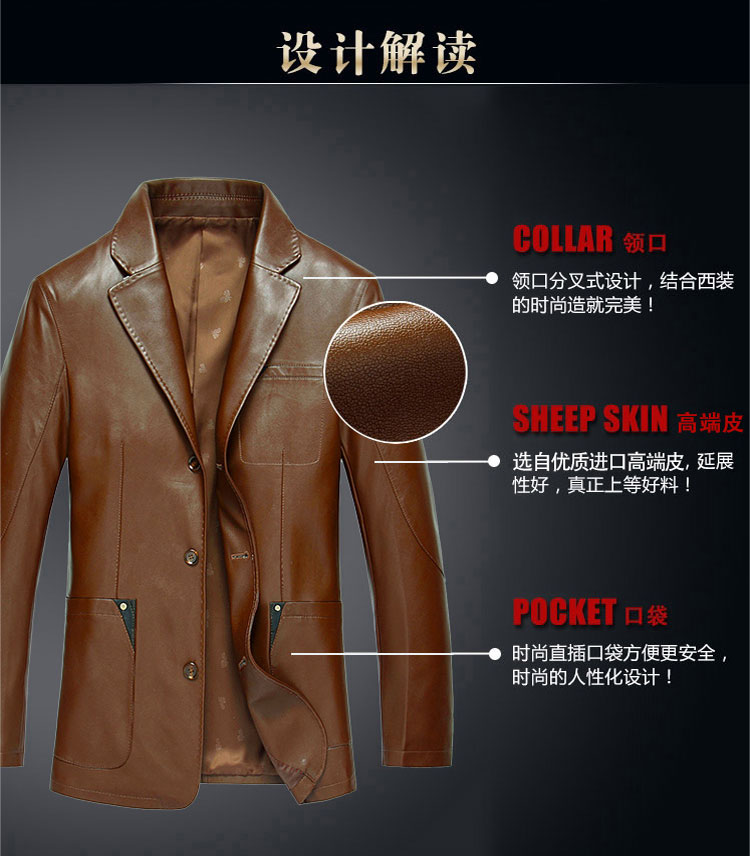 设计解读
COLLAR 领口
领口分叉式设计，结合西装
的时尚造就完美！
SHEEP SKIN 高端皮
选自优质进口高端皮, 延展
性好，真正上等好料！
POCKET 口袋
时尚直插口袋方便更安全，
时尚的人性化设计！